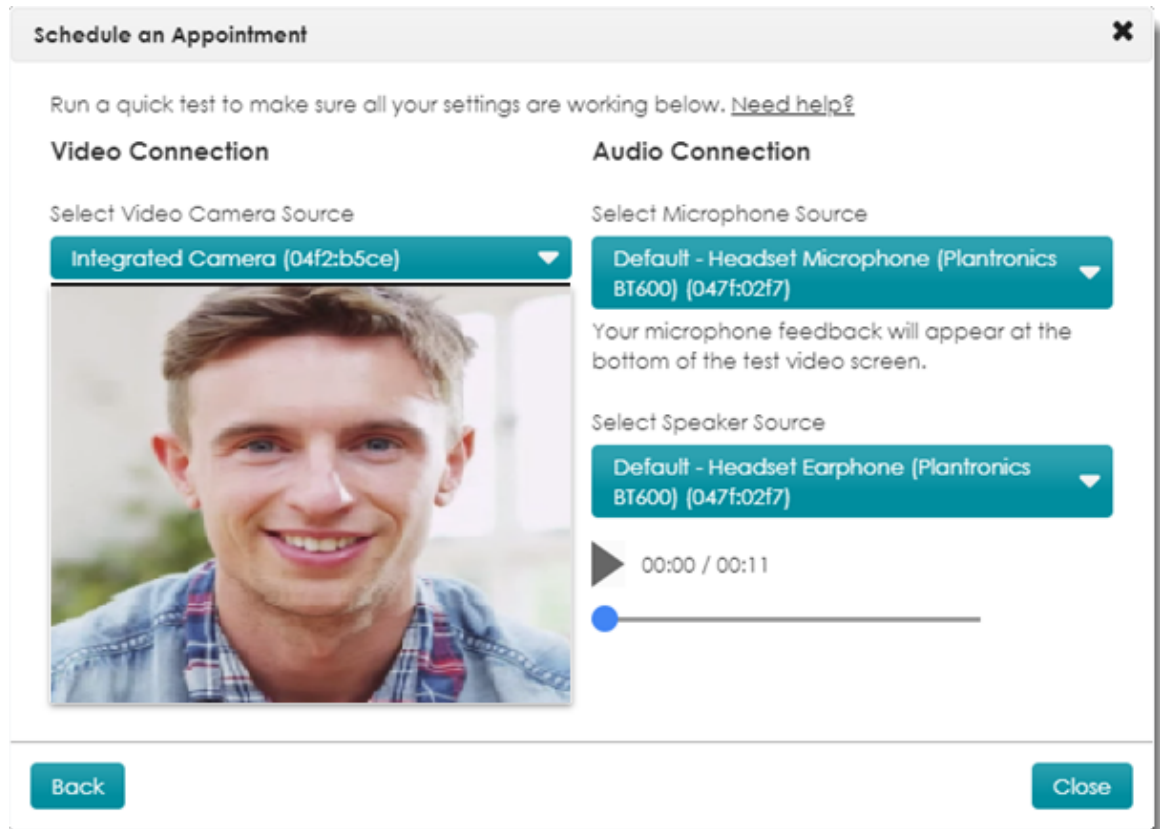 Schedule an Appointment
Run a quick test to make sure all your settings are working below. Need help?
Video Connection
Select Video Camera Source
Integrated Camera (04f2:b5ce)
Audio Connection
Select Microphone Source
Default - Headset Microphone (Plantronics
BT600) (047f:02f7)
Your microphone feedback will appear at the
bottom of the test video screen.
Select Speaker Source
Default - Headset Earphone (Plantronics
BT600) (047f:02f7)
00:00 / 00:11
Back
Close